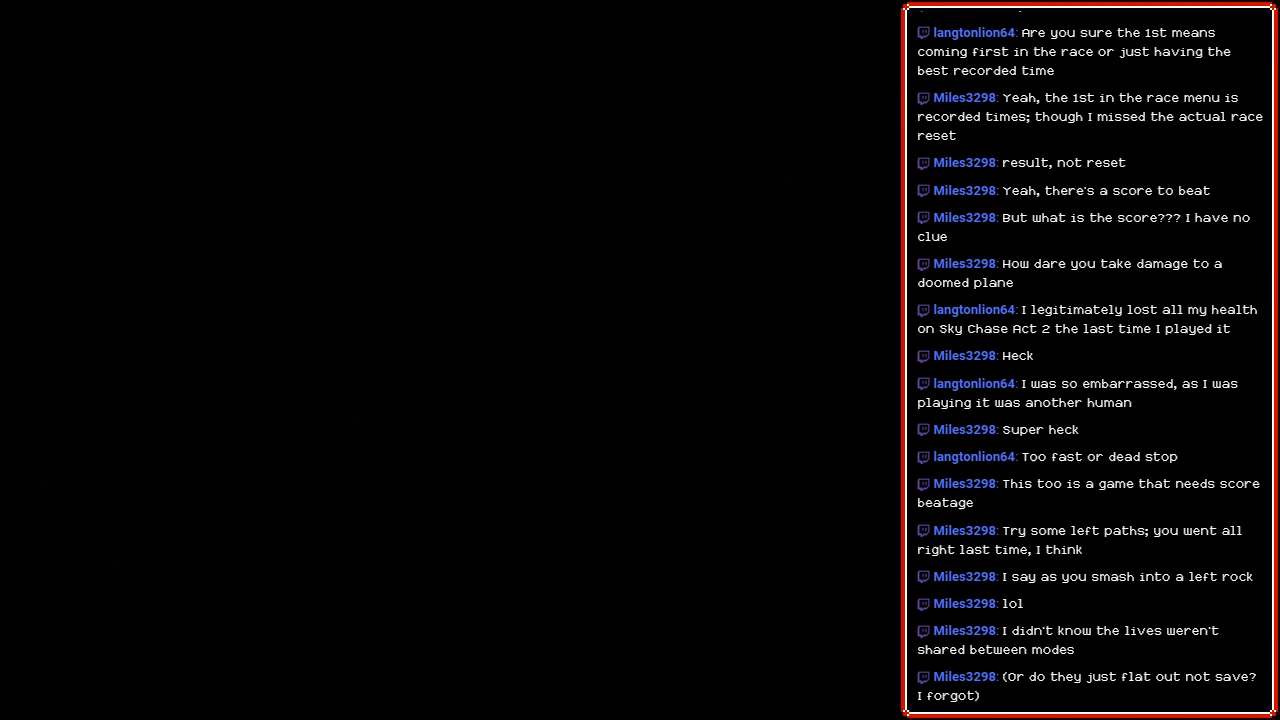 langtonlion64: Are you sure the 1st means
coming first in the race or just having the
best recorded time
Miles3298: Yeah, the 1st in the race menu is
recorded times; though I missed the actual race
reset
Miles3298: result, not reset
Miles3298: Yeah, there's a score to beat
Miles3298: But what is the score??? I have no
clue
Miles3298: How dare you take damage to a
doomed plane
langtonlion64: I legitimately lost all my health
on Sky Chase Act 2 the last time I played it
Miles3298: Heck
langtonlion64: I was so embarrassed, as I was
playing it was another human
Miles3298: Super heck
langtonlion64: Too fast or dead stop
Miles3298: This too is a game that needs score
beatage
Miles3298: Try some left paths; you went all
right last time, I think
Miles3298: I say as you smash into a left rock
Miles3298: lol
Miles3298: I didn't know the lives weren't
shared between modes
Miles3298: (Or do they just flat out not save?
I forgot)